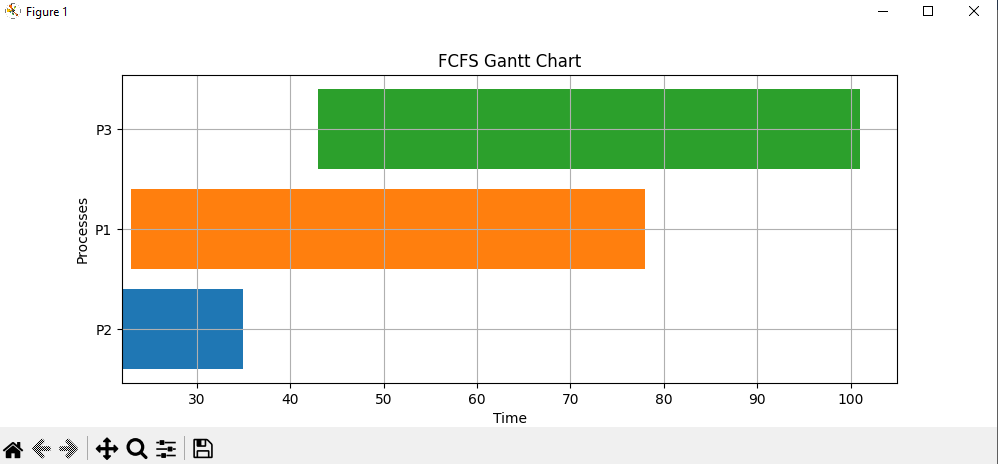 Figure 1
FCFS Gantt Chart
Processes
P3
P1
P2
30 40 50 60 70 80 90 100
Time